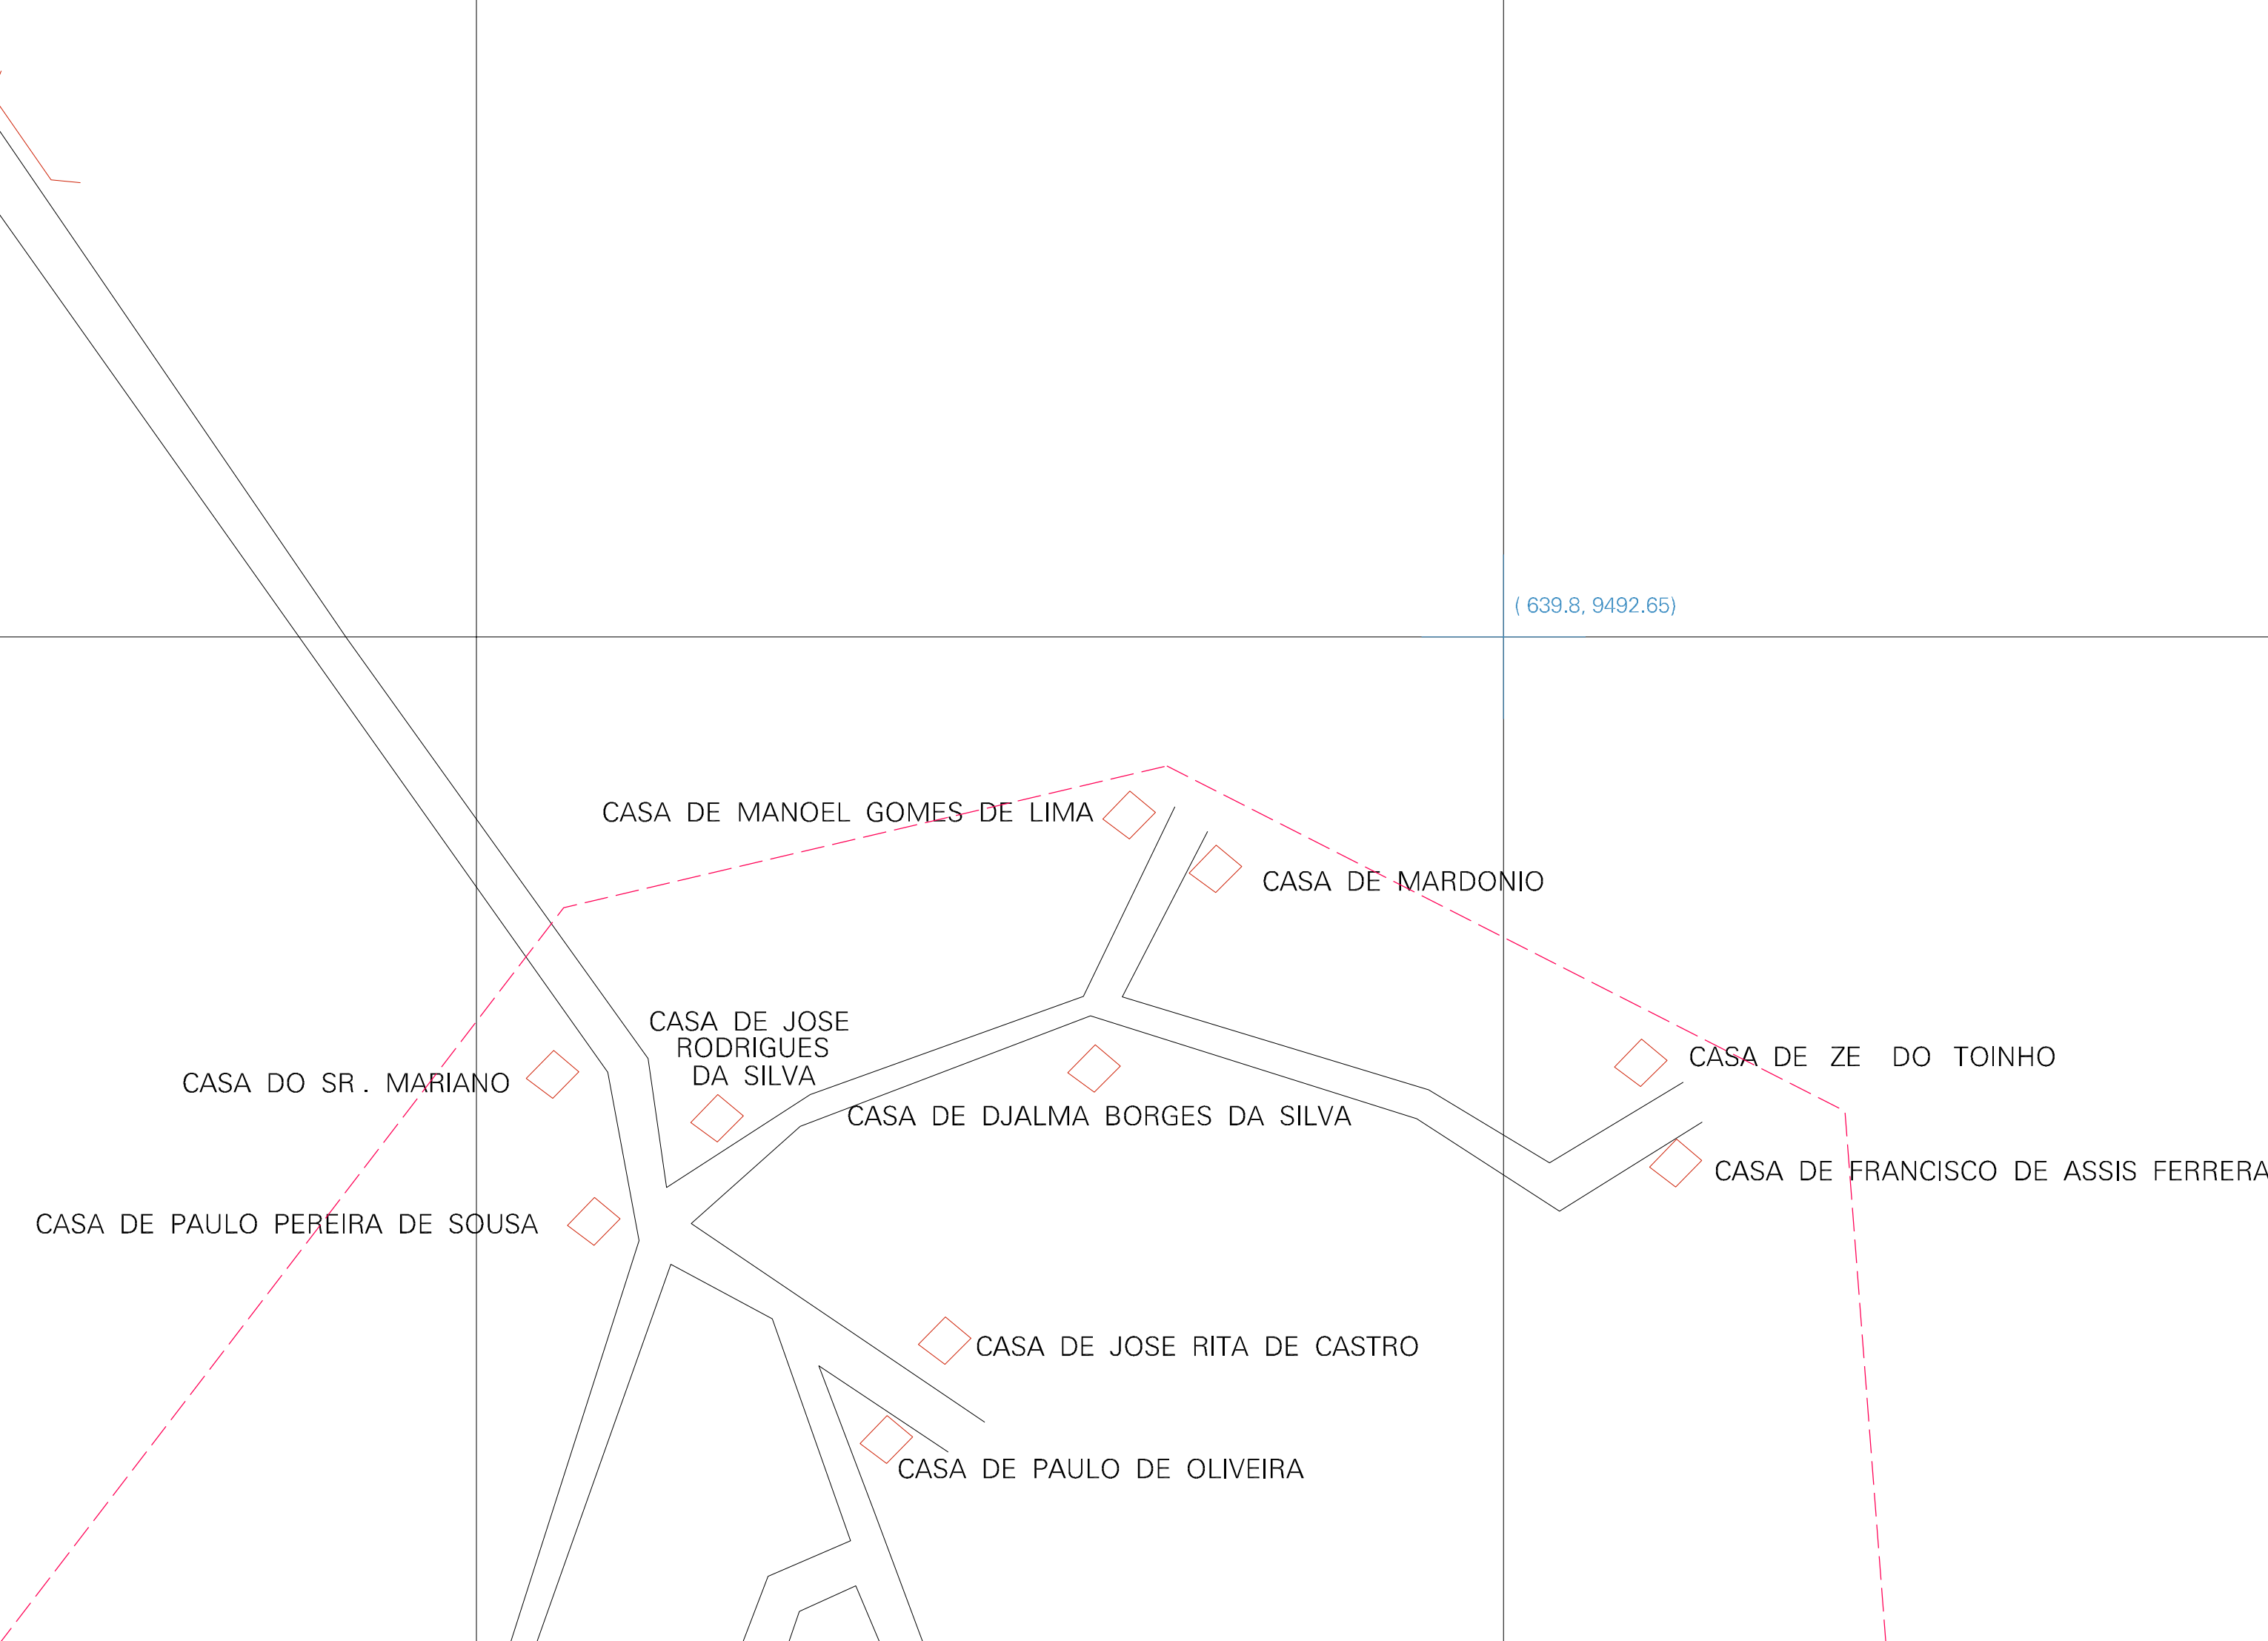 ( 639.8, 9492.65)
CASA DE MANOEL GOMES DE LIMA
CASA DE MARDONIO
CASA DE JOSE
RODRIGUES
DA SILVA
CASA DO SR. MARIANO
CASA DE ZE DO TOINHO
CASA DE DJALMA BORGES DA SILVA
CASA DE FRANCISCO DE ASSIS FERRERA
CASA DE PAULO PEREIRA DE SOUSA
CASA DE JOSE RITA DE CASTRO
CASA DE PAULO DE OLIVEIRA